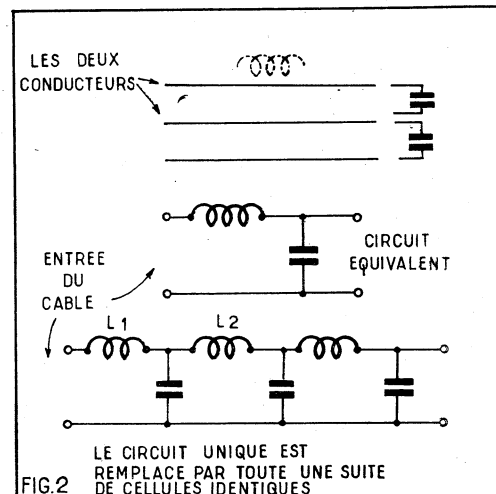 LES DEUX
CONDUCTEURS
CIRCUIT
EQUIVALENT
ENTREE
DU
CABLE
L1
L2
LE CIRCUIT UNIQUE EST
REMPLACE PAR TOUTE UNE SUITE
FIG.2 DE CELLULES IDENTIQUES